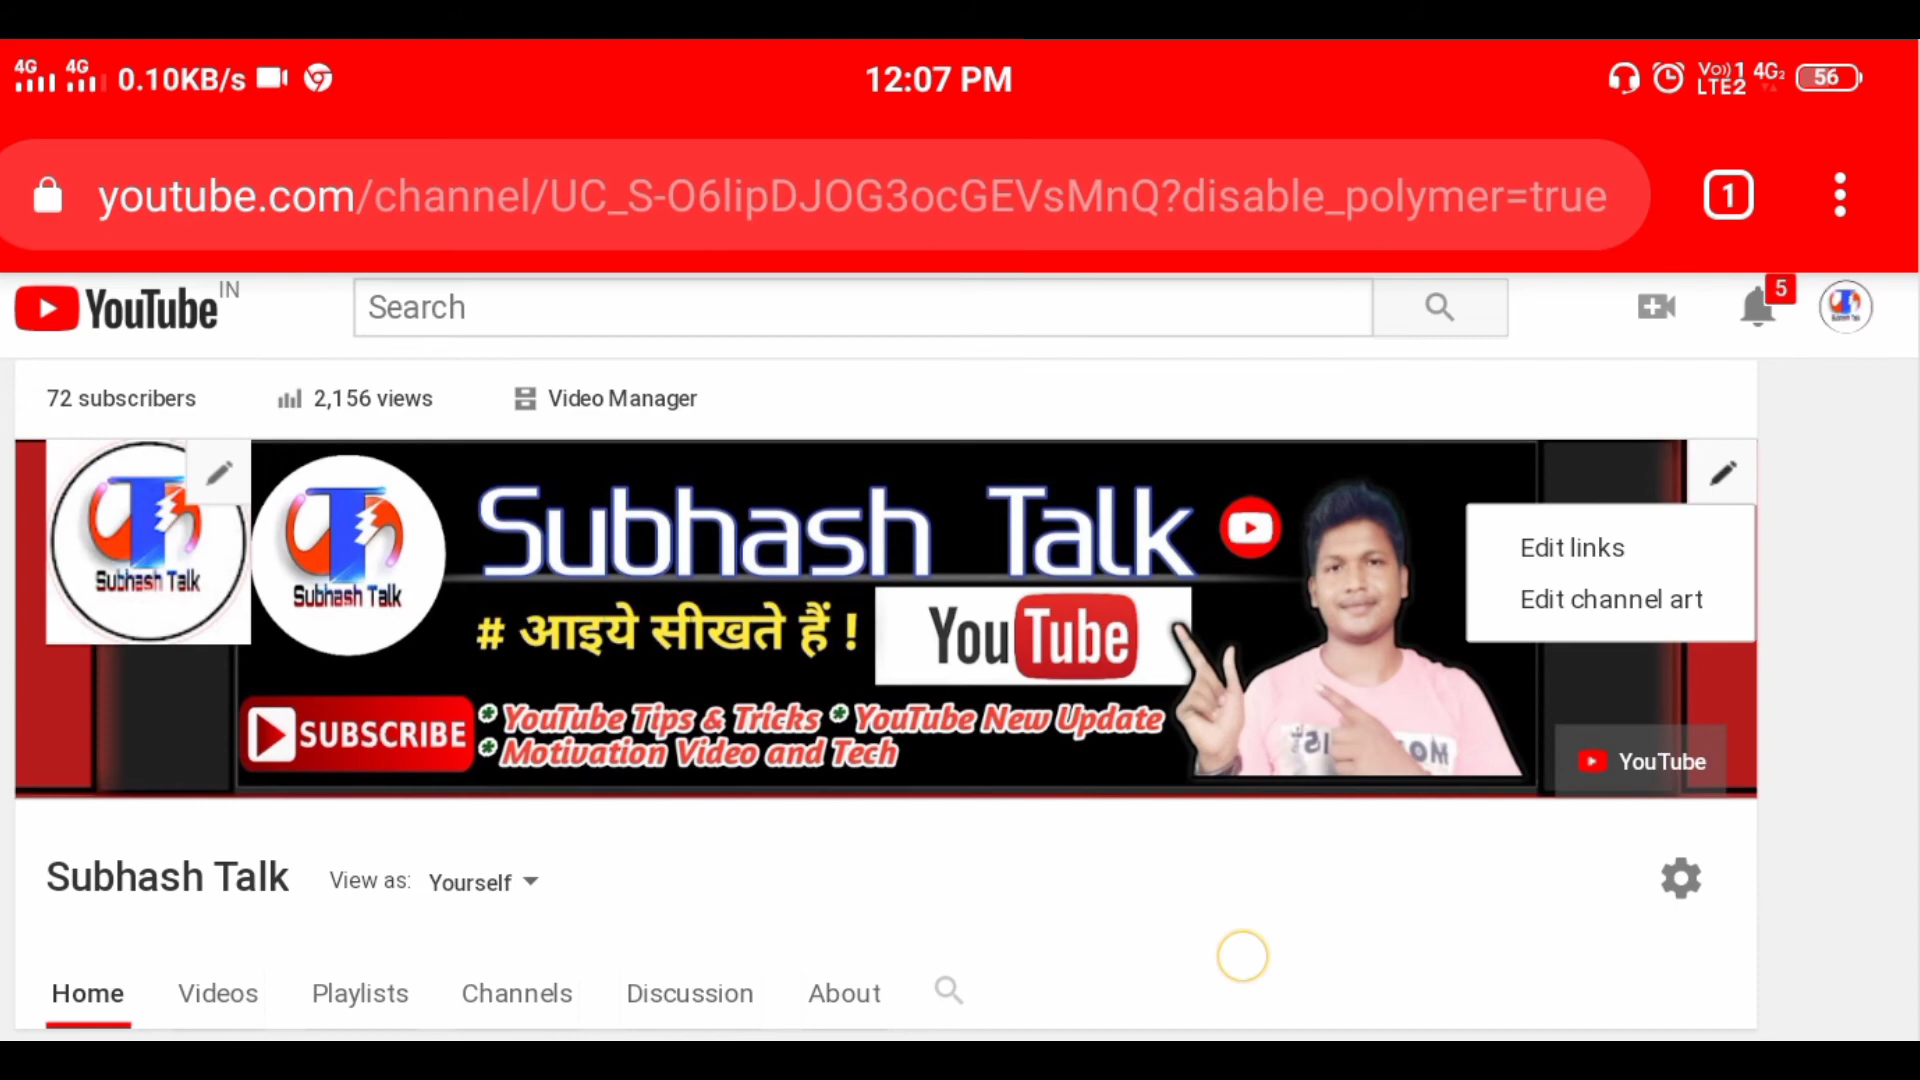 4G 4G 0.10KB/s 12:07 PM Vo))1 LTE2 4G2 56
youtube.com/channel/UC_S-O6lipDJOG3ocGEVsMnQ?disable_polymer=true 1
YouTube IN Search 5
72 subscribers 2,156 views Video Manager
Subhash Talk
Subhash Talk
Subhash Talk
Edit links
Edit channel art
# आइये सीखते हैं ! YouTube
SUBSCRIBE
* YouTube Tips & Tricks * YouTube New Update
* Motivation Video and Tech
YouTube
Subhash Talk View as: Yourself
Home Videos Playlists Channels Discussion About